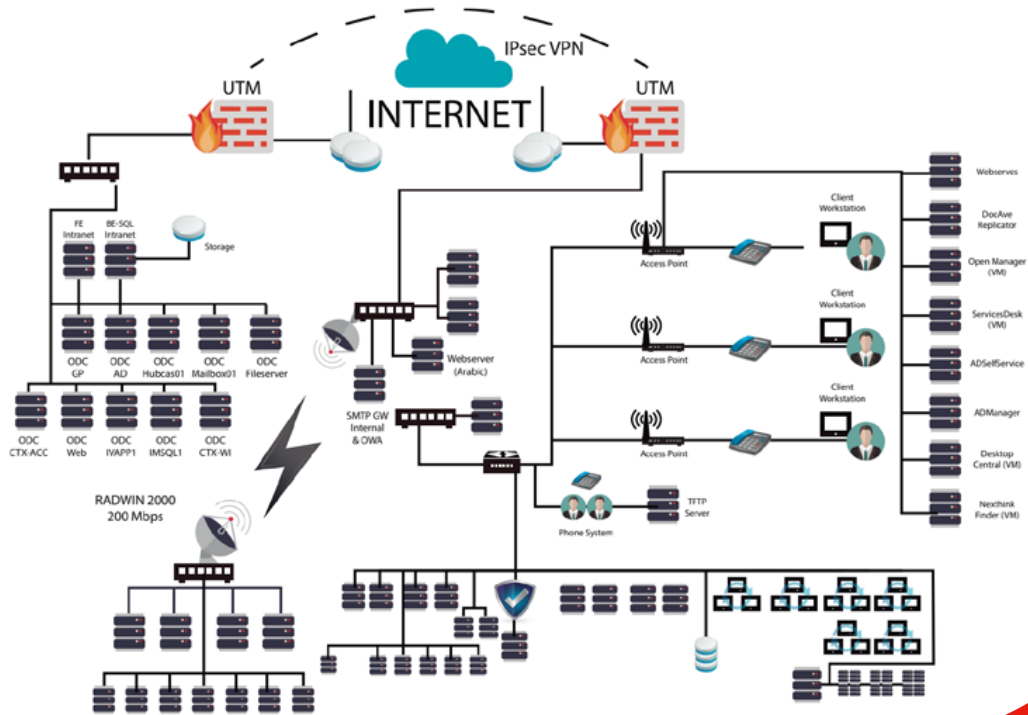 IPsec VPN
UTM
INTERNET
UTM
FE
Intranet
BE-SQL
Intranet
Storage
ODC
GP
ODC
AD
ODC
Hubcas01
ODC
Mailbox01
ODC
Fileserver
ODC
CTX-ACC
ODC
Web
ODC
IVAPP1
ODC
IMSQL1
ODC
CTX-WI
RADWIN 2000
200 Mbps
Webserver
(Arabic)
SMTP GW
Internal
& OWA
Access Point
Client
Workstation
Access Point
Client
Workstation
Access Point
Client
Workstation
Phone System
TFTP
Server
Webserves
DocAve
Replicator
Open Manager
(VM)
ServicesDesk
(VM)
ADSelfService
ADManager
Desktop
Central (VM)
Nexthink
Finder (VM)